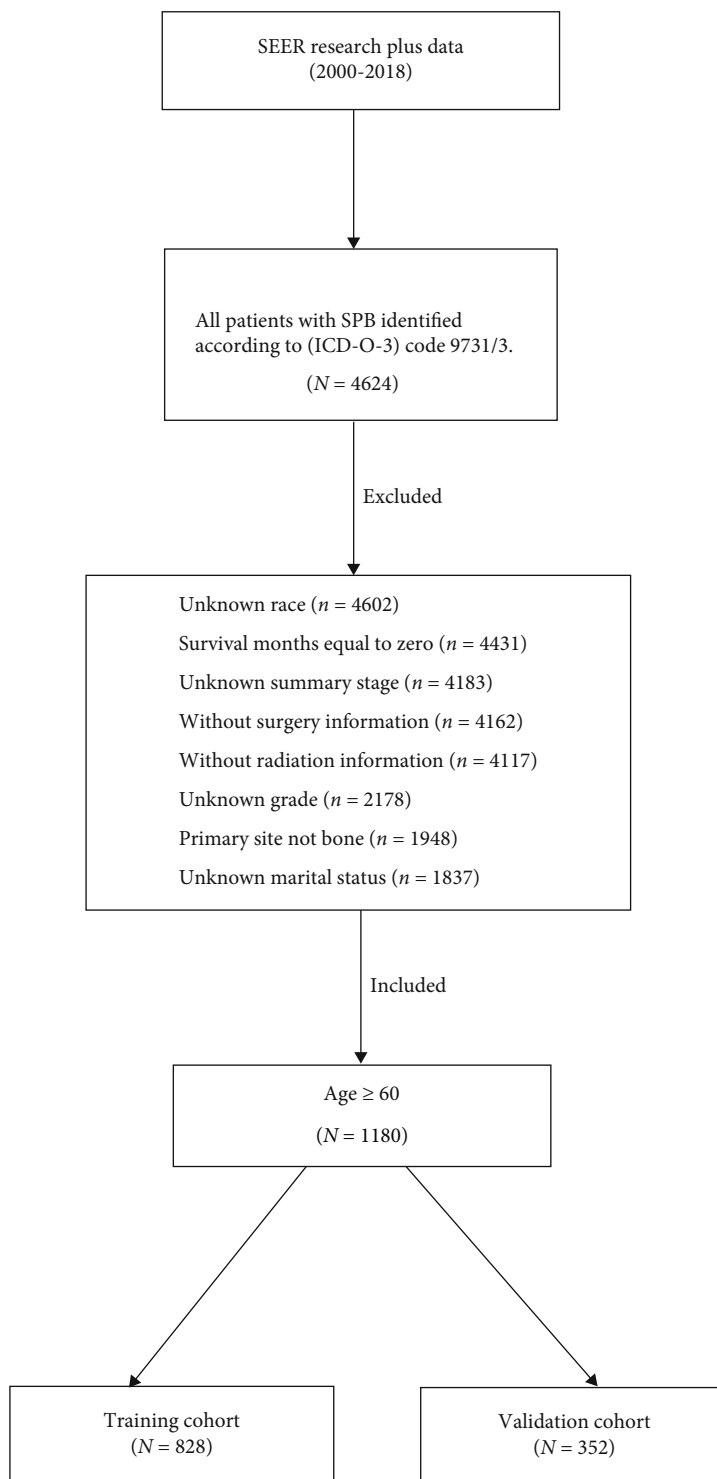 SEER research plus data
(2000-2018)
All patients with SPB identified
according to (ICD-O-3) code 9731/3.
(N = 4624)
Excluded
Unknown race (n = 4602)
Survival months equal to zero (n = 4431)
Unknown summary stage (n = 4183)
Without surgery information (n = 4162)
Without radiation information (n = 4117)
Unknown grade (n = 2178)
Primary site not bone (n = 1948)
Unknown marital status (n = 1837)
Included
Age ≥ 60
(N = 1180)
Training cohort
(N = 828)
Validation cohort
(N = 352)